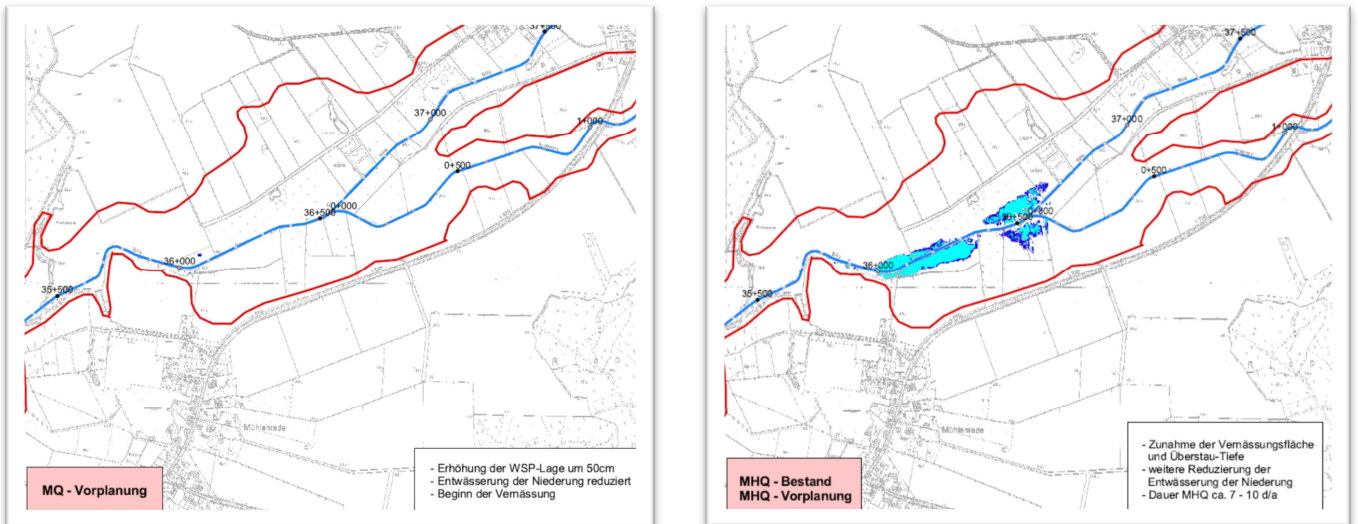 37+500
37+000
1+000
0+500
0+000
36+500
36+000
35+500
Mühlenrade
MQ - Vorplanung
- Erhöhung der WSP-Lage um 50cm
- Entwässerung der Niederung reduziert
- Beginn der Vernässung
37+500
37+000
1+000
0+500
36+000
35+500
Mühlenrade
MHQ - Bestand
MHQ - Vorplanung
- Zunahme der Vernässungsfläche
und Überstau-Tiefe
- weitere Reduzierung der
Entwässerung der Niederung
- Dauer MHQ ca. 7 - 10 d/a